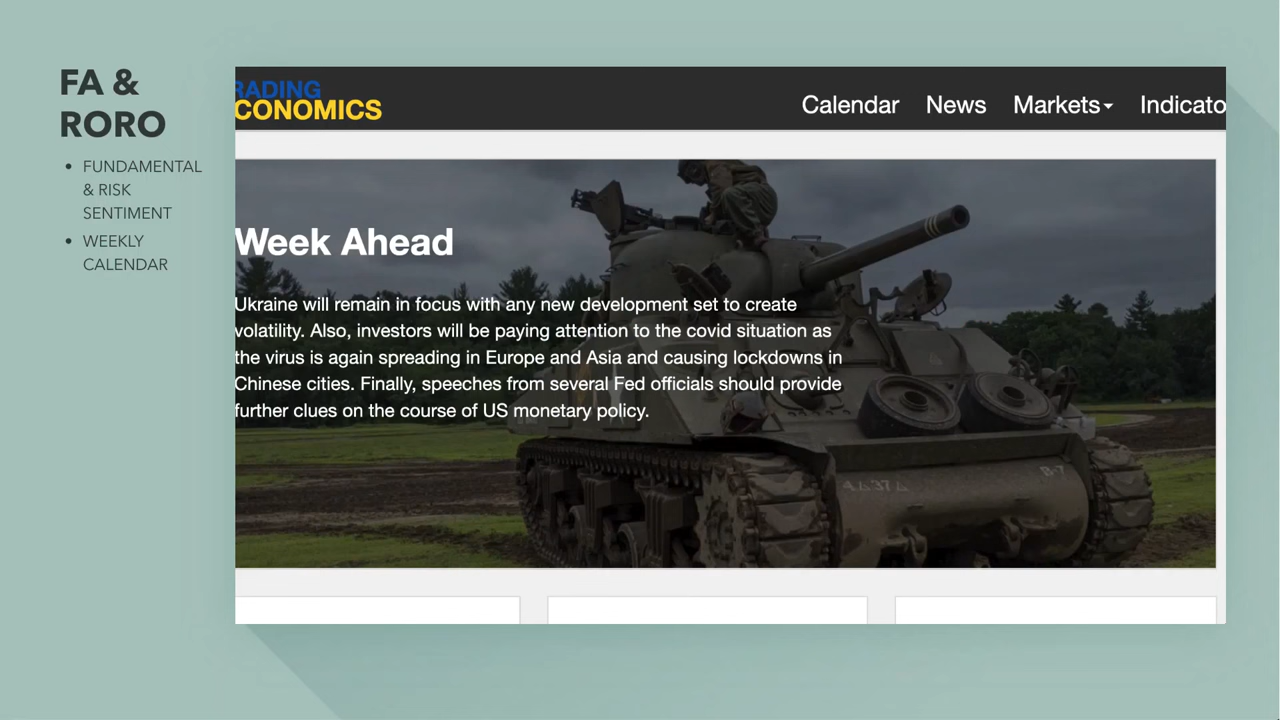 FA &
RORO
• FUNDAMENTAL
& RISK
SENTIMENT
• WEEKLY
CALENDAR
RADING
CONOMICS
Calendar News Markets Indicato
Week Ahead
Ukraine will remain in focus with any new development set to create
volatility. Also, investors will be paying attention to the covid situation as
the virus is again spreading in Europe and Asia and causing lockdowns in
Chinese cities. Finally, speeches from several Fed officials should provide
further clues on the course of US monetary policy.
B-7